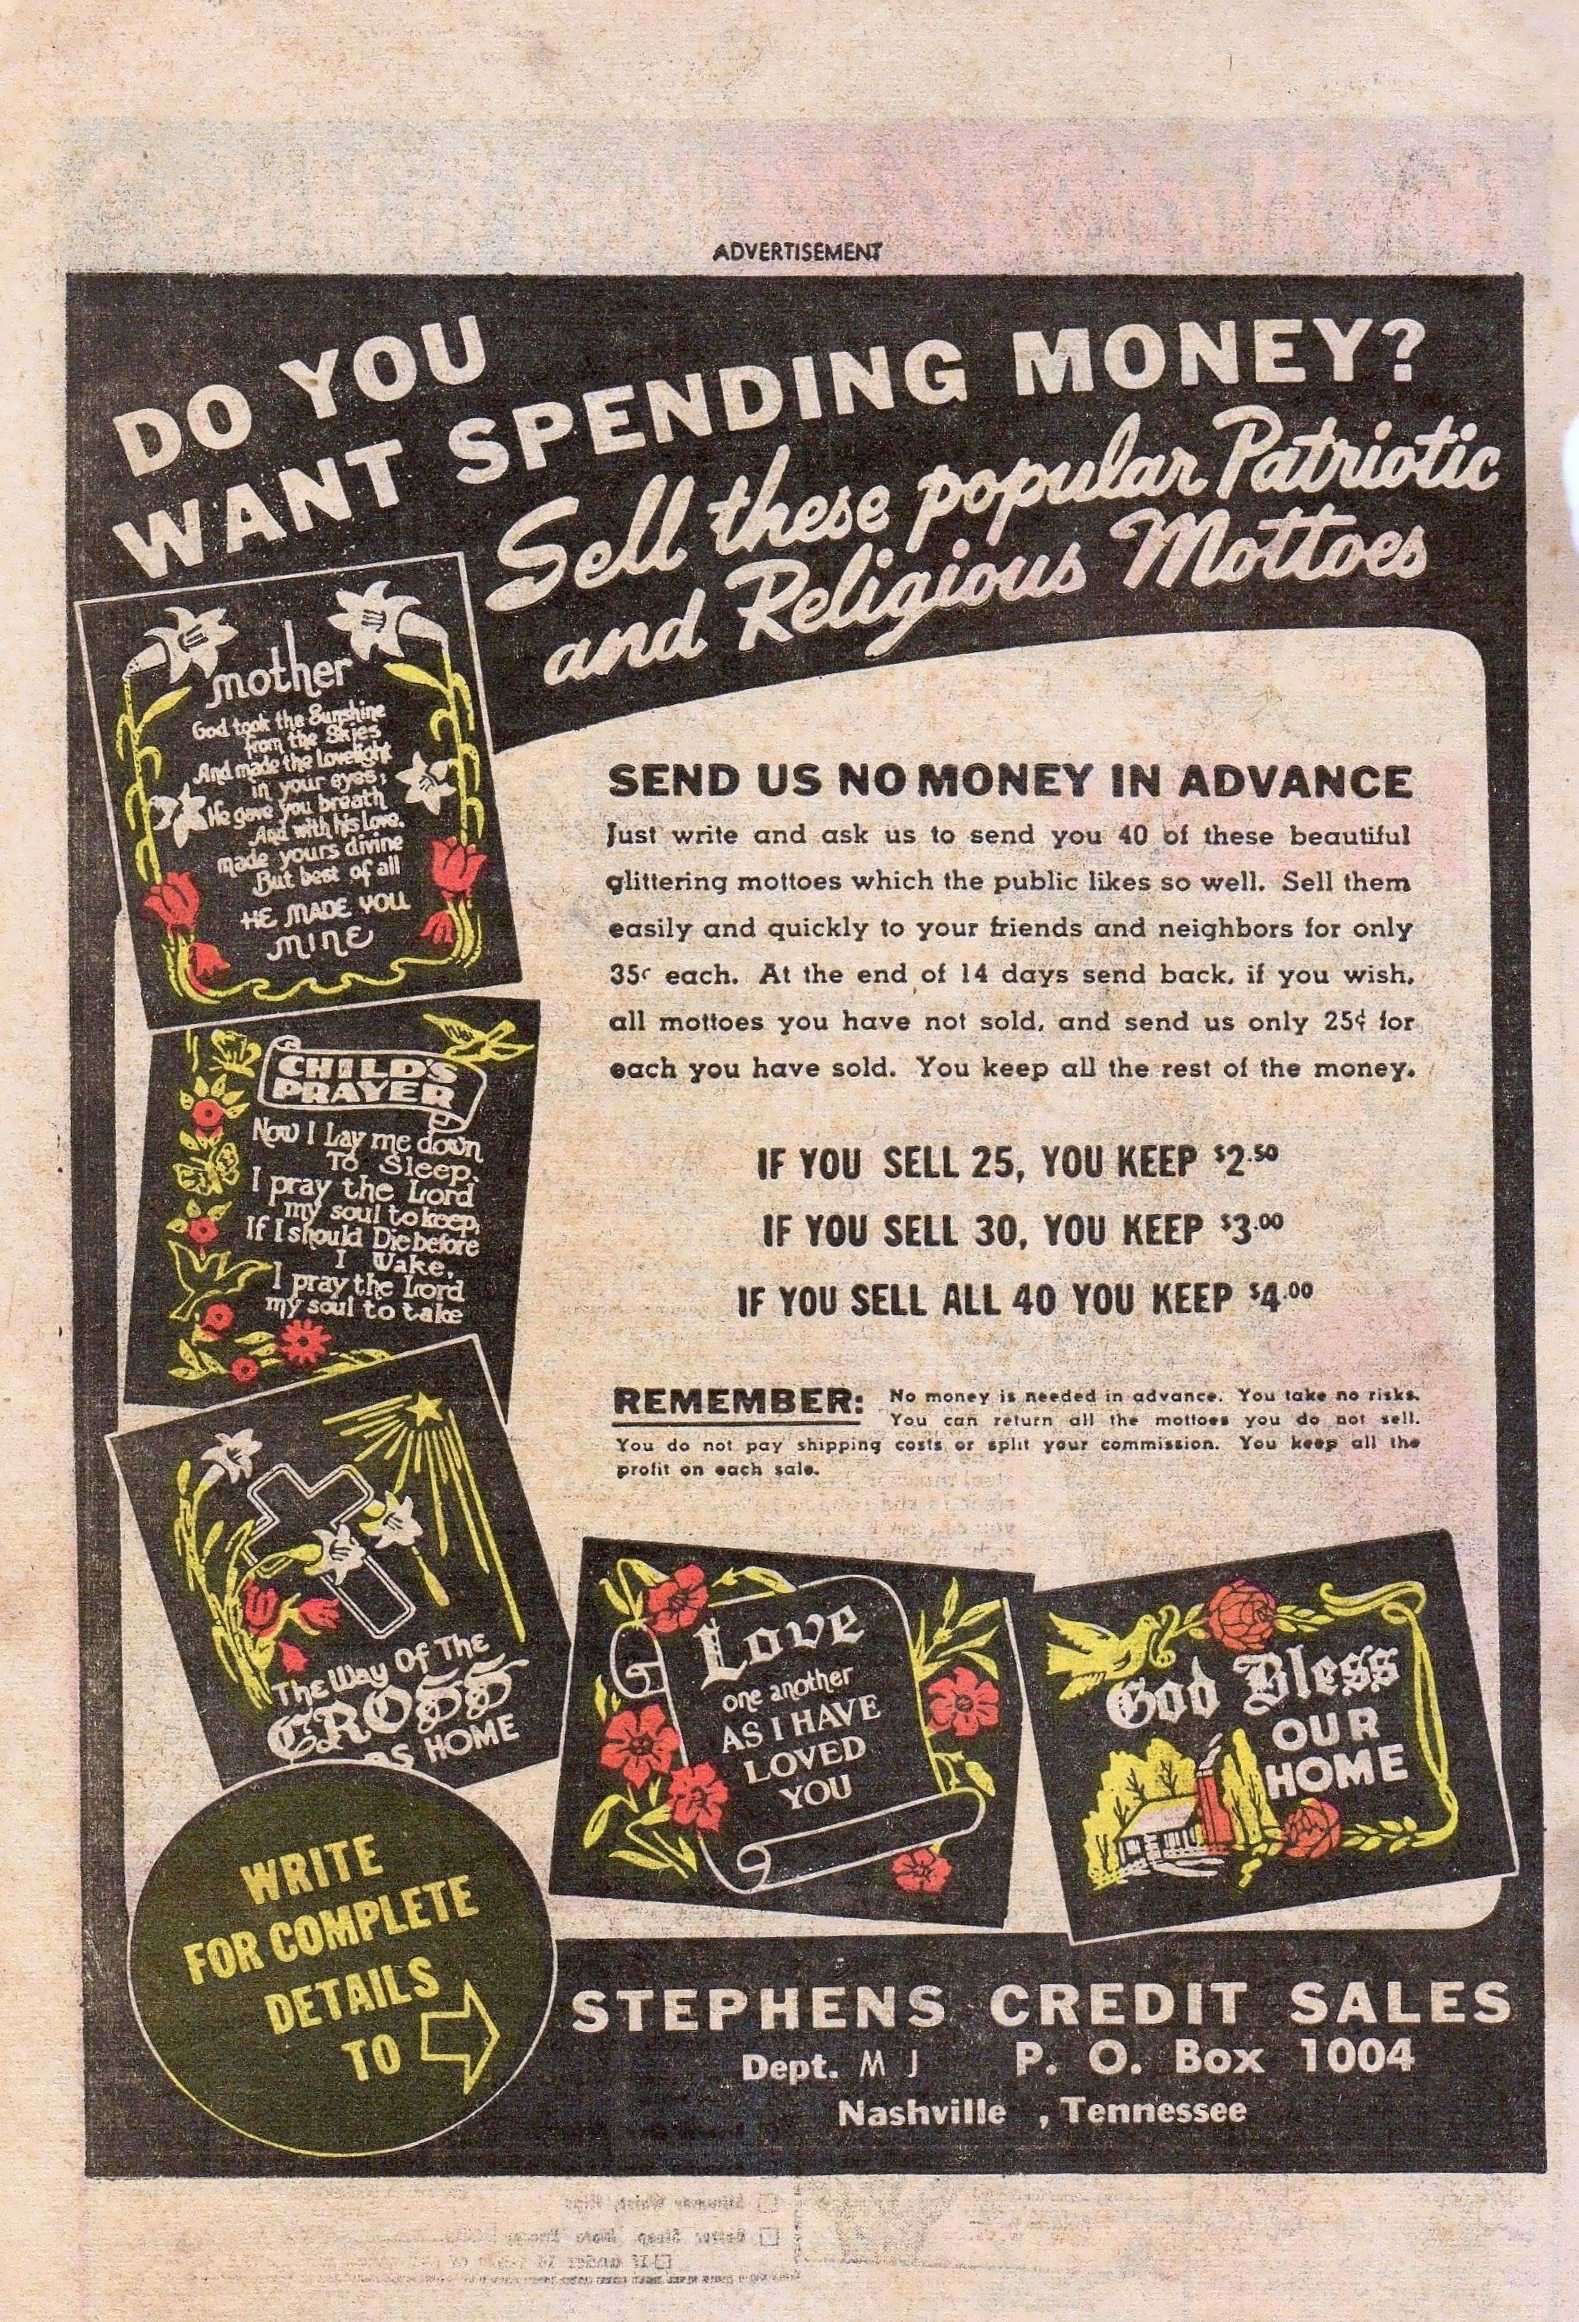 ADVERTISEMENT
DO YOU
WANT SPENDING MONEY?
Sell these popular Patriotic
and Religious Mottoes
mother
God took the Sunshine
from the Skies
And made the Lovelight
in your eyes;
He gave you breath
And with his Love.
made yours divine
But best of all
HE MADE YOU
MINE
SEND US NO MONEY IN ADVANCE
Just write and ask us to send you 40 of these beautiful
glittering mottoes which the public likes so well. Sell them
easily and quickly to your friends and neighbors for only
35¢ each. At the end of 14 days send back, if you wish,
all mottoes you have not sold, and send us only 25¢ for
each you have sold. You keep all the rest of the money.
IF YOU SELL 25, YOU KEEP $2.50
IF YOU SELL 30, YOU KEEP $3.00
IF YOU SELL ALL 40 YOU KEEP $4.00
CHILD'S
PRAYER
Now I Lay me down
To Sleep,
I pray the Lord
my soul to keep,
If I should Die before
I Wake,
I pray the Lord
my soul to take
REMEMBER: No money is needed in advance. You take no risks.
You can return all the mottoes you do not sell.
You do not pay shipping costs or split your commission. You keep all the
profit on each sale.
The Way Of The
CROSS
HOME
Love
one another
AS I HAVE
LOVED
YOU
God Bless
OUR
HOME
WRITE
FOR COMPLETE
DETAILS
TO
STEPHENS CREDIT SALES
Dept. M J P. O. Box 1004
Nashville , Tennessee